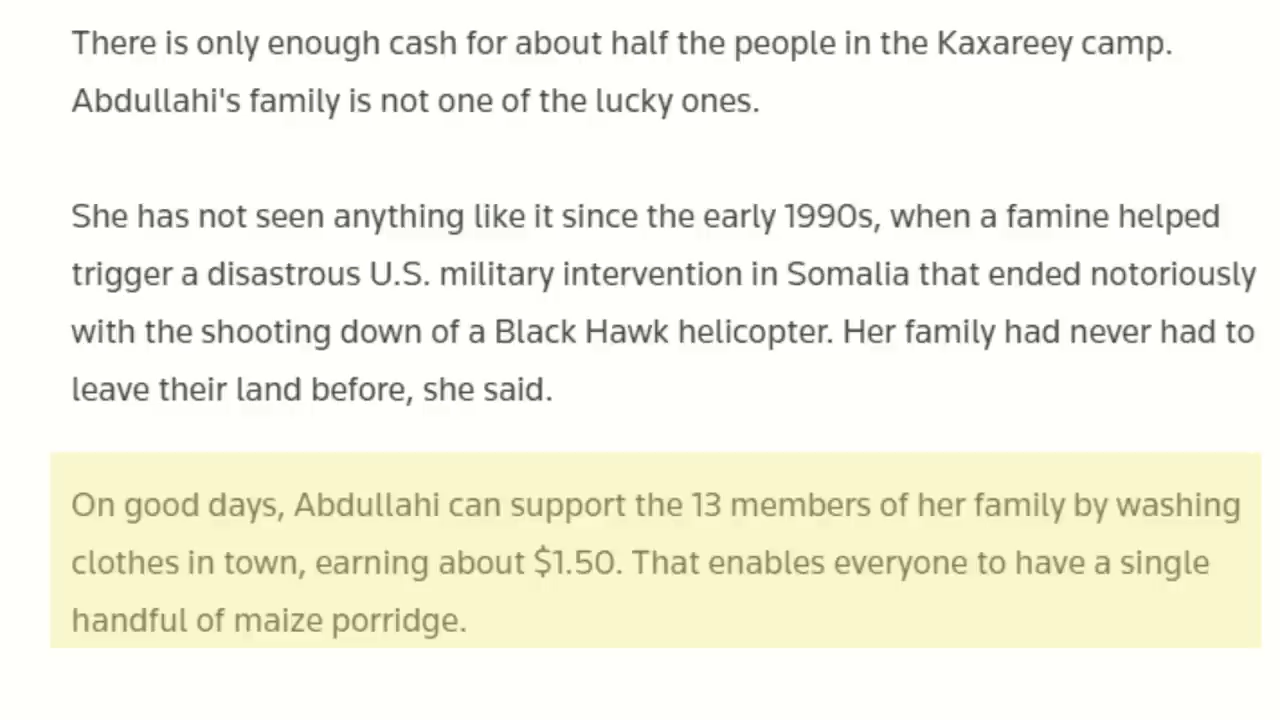 There is only enough cash for about half the people in the Kaxareey camp.
Abdullahi's family is not one of the lucky ones.
She has not seen anything like it since the early 1990s, when a famine helped
trigger a disastrous U.S. military intervention in Somalia that ended notoriously
with the shooting down of a Black Hawk helicopter. Her family had never had to
leave their land before, she said.
On good days, Abdullahi can support the 13 members of her family by washing
clothes in town, earning about $1.50. That enables everyone to have a single
handful of maize porridge.